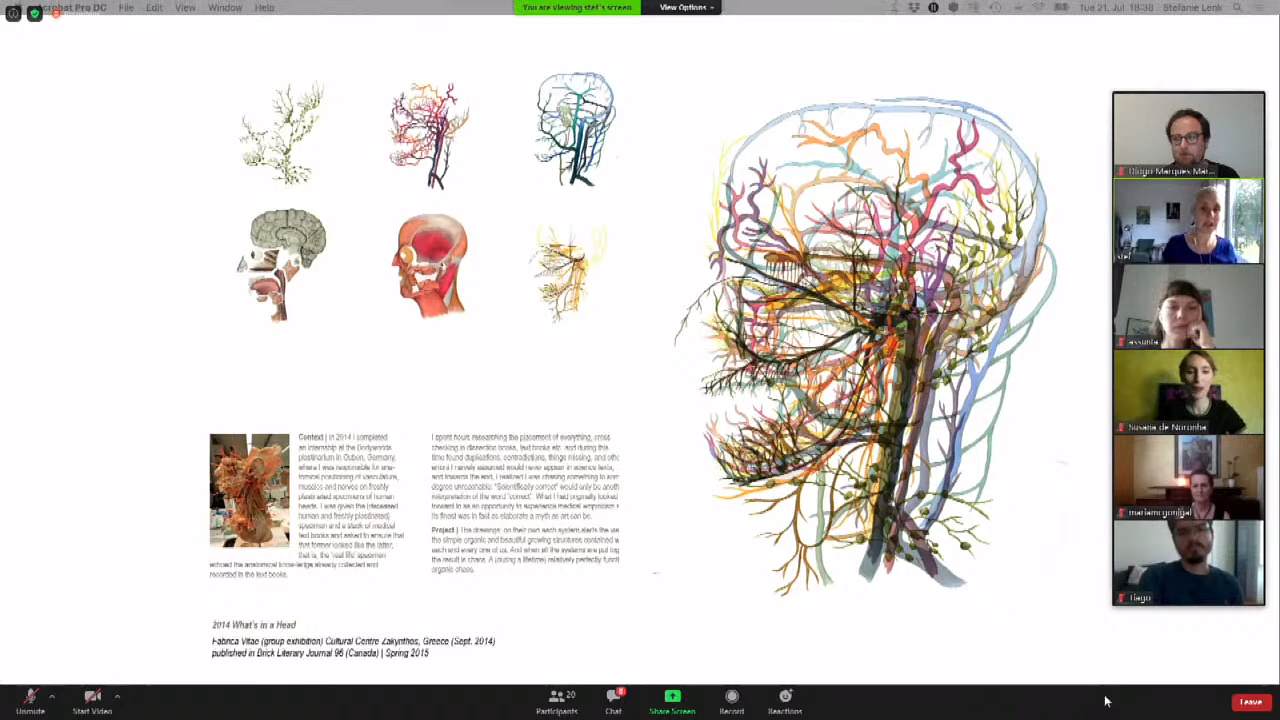 Acrobat Pro DC File Edit View Window Help
You are viewing stef's screen View Options
Tue 21. Jul 18:38 Stefanie Lenk
Diogo Marques Mar...
stef
assunta
Susana de Noronha
mariamcgonigal
Tiago
Context | In 2014 I completed
an internship at the Bodyworlds
plastinarium in Guben, Germany,
where I was responsible for ana-
tomical positioning of vasculature,
muscles and nerves on freshly
plastinated specimens of human
heads. I was given the (deceased
human and freshly plastinated)
specimen and a stack of medical
text books and asked to ensure that
that former looked like the latter,
that is, the 'real life' specimen
echoed the anatomical knowledge already collected and
recorded in the text books.
I spent hours researching the placement of everything, cross
checking in dissection books, text books etc. and during this
time found duplications, contradictions, things missing, and
errors I naively assumed would never appear in science texts,
and towards the end, I realized I was chasing something to
degree unreachable. "Scientifically correct" would only be
interpretation of the word 'correct'. What I had originally looked
forward to as an opportunity to experience medical empiricism
its finest was in fact as elaborate a myth as art can be.
Project | The drawings: on their own each system starts the
the simple organic and beautiful growing structures contained
each and every one of us. And when all the systems are put
the result is chaos. A (during a lifetime) relatively perfectly
organic chaos.
2014 What's in a Head
Fabrica Vitae (group exhibition) Cultural Centre Zakynthos, Greece (Sept. 2014)
published in Brick Literary Journal 96 (Canada) | Spring 2015
Unmute Start Video Participants 20 Chat 8 Share Screen Record Reactions Leave